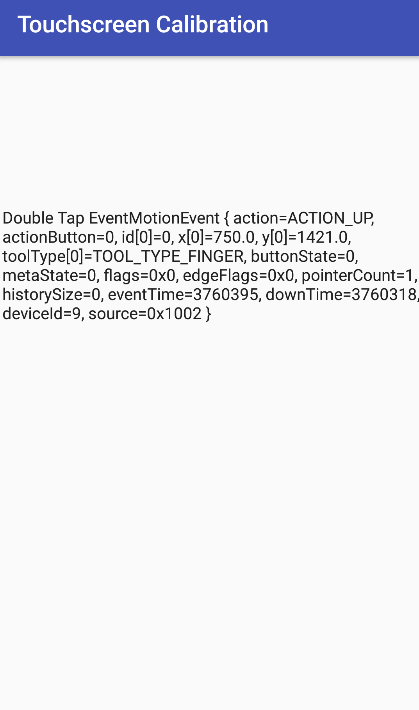 Touchscreen Calibration
Double Tap EventMotionEvent { action=ACTION_UP,
actionButton=0, id[0]=0, x[0]=750.0, y[0]=1421.0,
toolType[0]=TOOL_TYPE_FINGER, buttonState=0,
metaState=0, flags=0x0, edgeFlags=0x0, pointerCount=1,
historySize=0, eventTime=3760395, downTime=3760318,
deviceId=9, source=0x1002 }